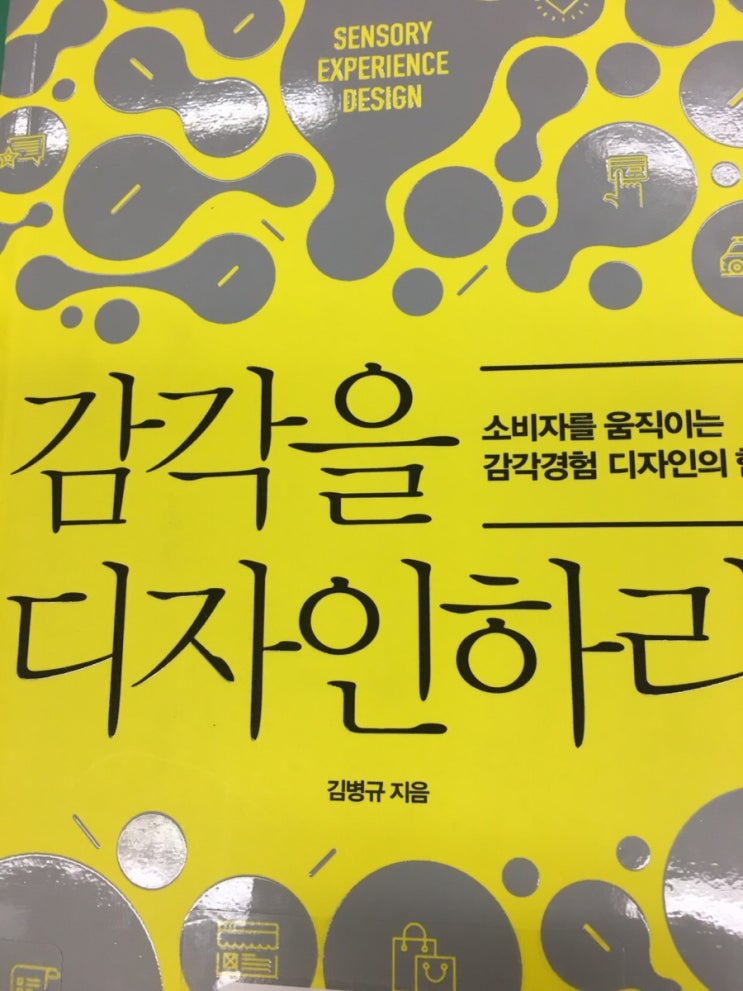 SENSORY
EXPERIENCE
DESIGN
감각을
소비자를 움직이는
감각경험 디자인의
디자인하라
김병규 지음